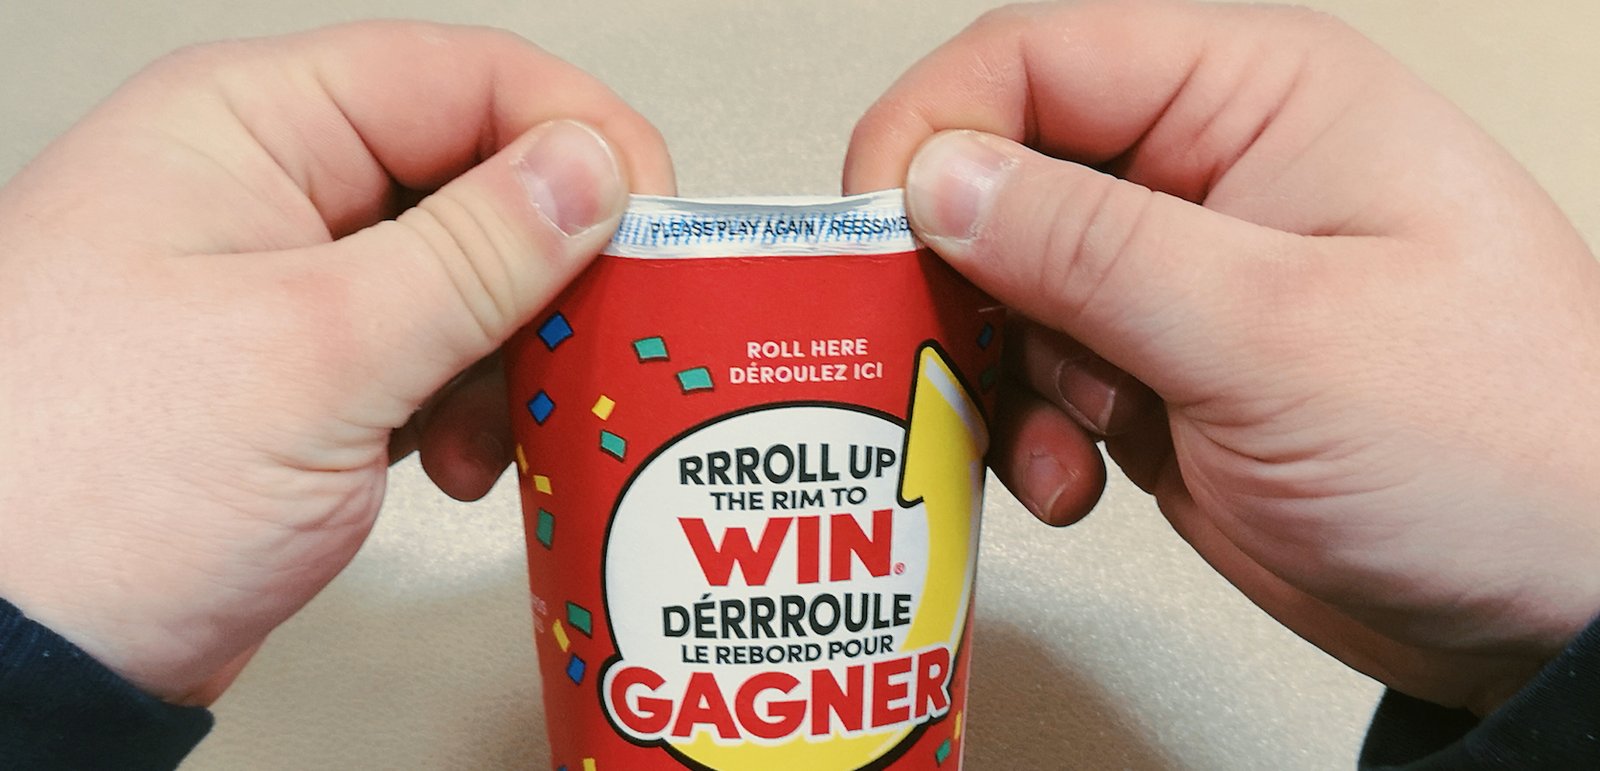 PLEASE PLAY AGAIN / RÉESSAYE
ROLL HERE
DÉROULEZ ICI
RRROLL UP
THE RIM TO
WIN®
DÉRRROULE
LE REBORD POUR
GAGNER